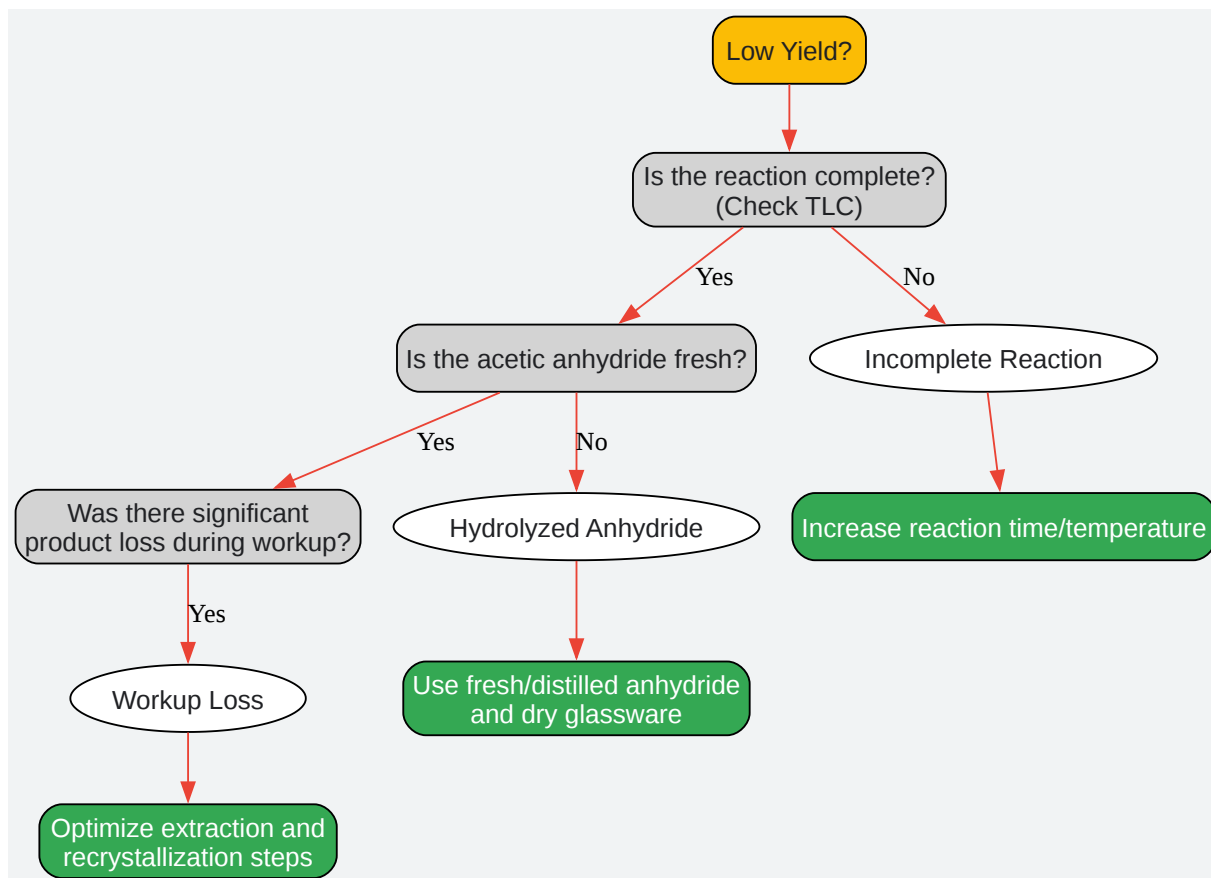 Low Yield?
Is the reaction complete?
(Check TLC)
Yes
No
Is the acetic anhydride fresh?
Incomplete Reaction
Yes
No
Was there significant
product loss during workup?
Hydrolyzed Anhydride
Increase reaction time/temperature
Yes
Workup Loss
Use fresh/distilled anhydride
and dry glassware
Optimize extraction and
recrystallization steps